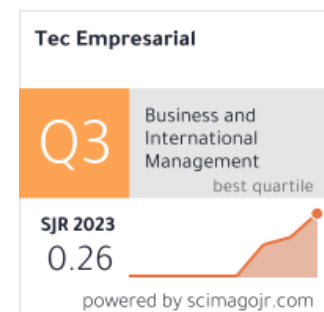 Tec Empresarial
Q3
Business and
International
Management
best quartile
SJR 2023
0.26
powered by scimagojr.com